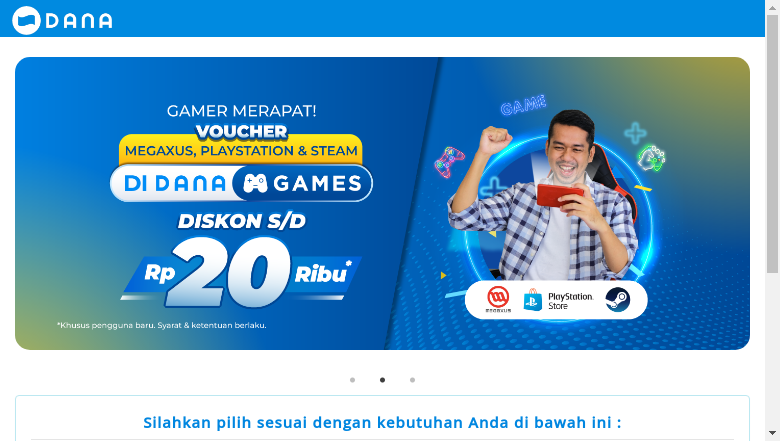 DANA
GAMER MERAPAT!
VOUCHER
MEGAXUS, PLAYSTATION & STEAM
DI DANA GAMES
DISKON S/D
Rp 20 Ribu*
*Khusus pengguna baru. Syarat & ketentuan berlaku.
GAME
MEGAXUS
PlayStation
Store
Silahkan pilih sesuai dengan kebutuhan Anda di bawah ini :